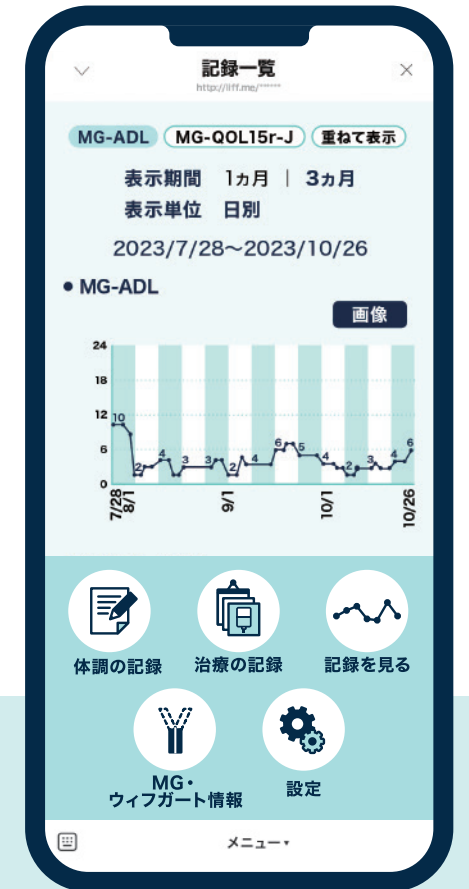 記録一覧
http://liff.me/******
MG-ADL MG-QOL15r-J 重ねて表示
表示期間 1ヵ月 | 3ヵ月
表示単位 日別
2023/7/28〜2023/10/26
• MG-ADL
画像
24
18
12
6
0
10 2 4 3 3 2 4 6 5 4 2 3 4 6
7/28 8/1 9/1 10/1 10/26
体調の記録 治療の記録 記録を見る
MG・
ウィフガート情報
設定
メニュー▾